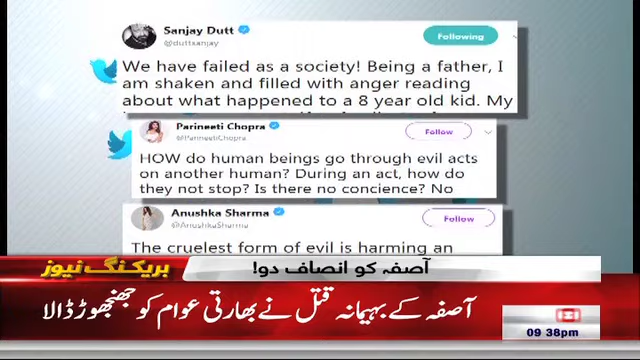 Sanjay Dutt
@duttsanjay
Following
We have failed as a society! Being a father, I
am shaken and filled with anger reading
about what happened to a 8 year old kid. My
Parineeti Chopra
@ParineetiChopra
Follow
HOW do human beings go through evil acts
on another human? During an act, how do
they not stop? Is there no concience? No
Anushka Sharma
@AnushkaSharma
Follow
The cruelest form of evil is harming an
آصفہ کو انصاف دو!
بریکنگ نیوز
آصفہ کے بہیمانہ قتل نے بھارتی عوام کو جھنجھوڑ ڈالا
09:38pm